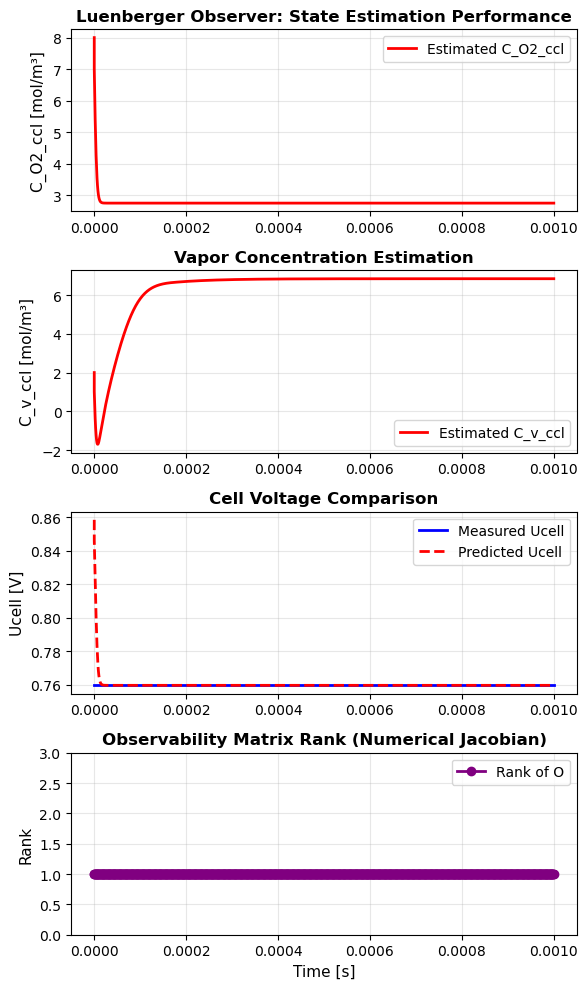 Luenberger Observer: State Estimation Performance
C_O2_ccl [mol/m³]
8
7
6
5
4
3
Estimated C_O2_ccl
0.0000 0.0002 0.0004 0.0006 0.0008 0.0010
Vapor Concentration Estimation
C_v_ccl [mol/m³]
6
4
2
0
−2
Estimated C_v_ccl
0.0000 0.0002 0.0004 0.0006 0.0008 0.0010
Cell Voltage Comparison
Ucell [V]
0.86
0.84
0.82
0.80
0.78
0.76
Measured Ucell
Predicted Ucell
0.0000 0.0002 0.0004 0.0006 0.0008 0.0010
Observability Matrix Rank (Numerical Jacobian)
Rank
3.0
2.5
2.0
1.5
1.0
0.5
0.0
Rank of O
0.0000 0.0002 0.0004 0.0006 0.0008 0.0010
Time [s]